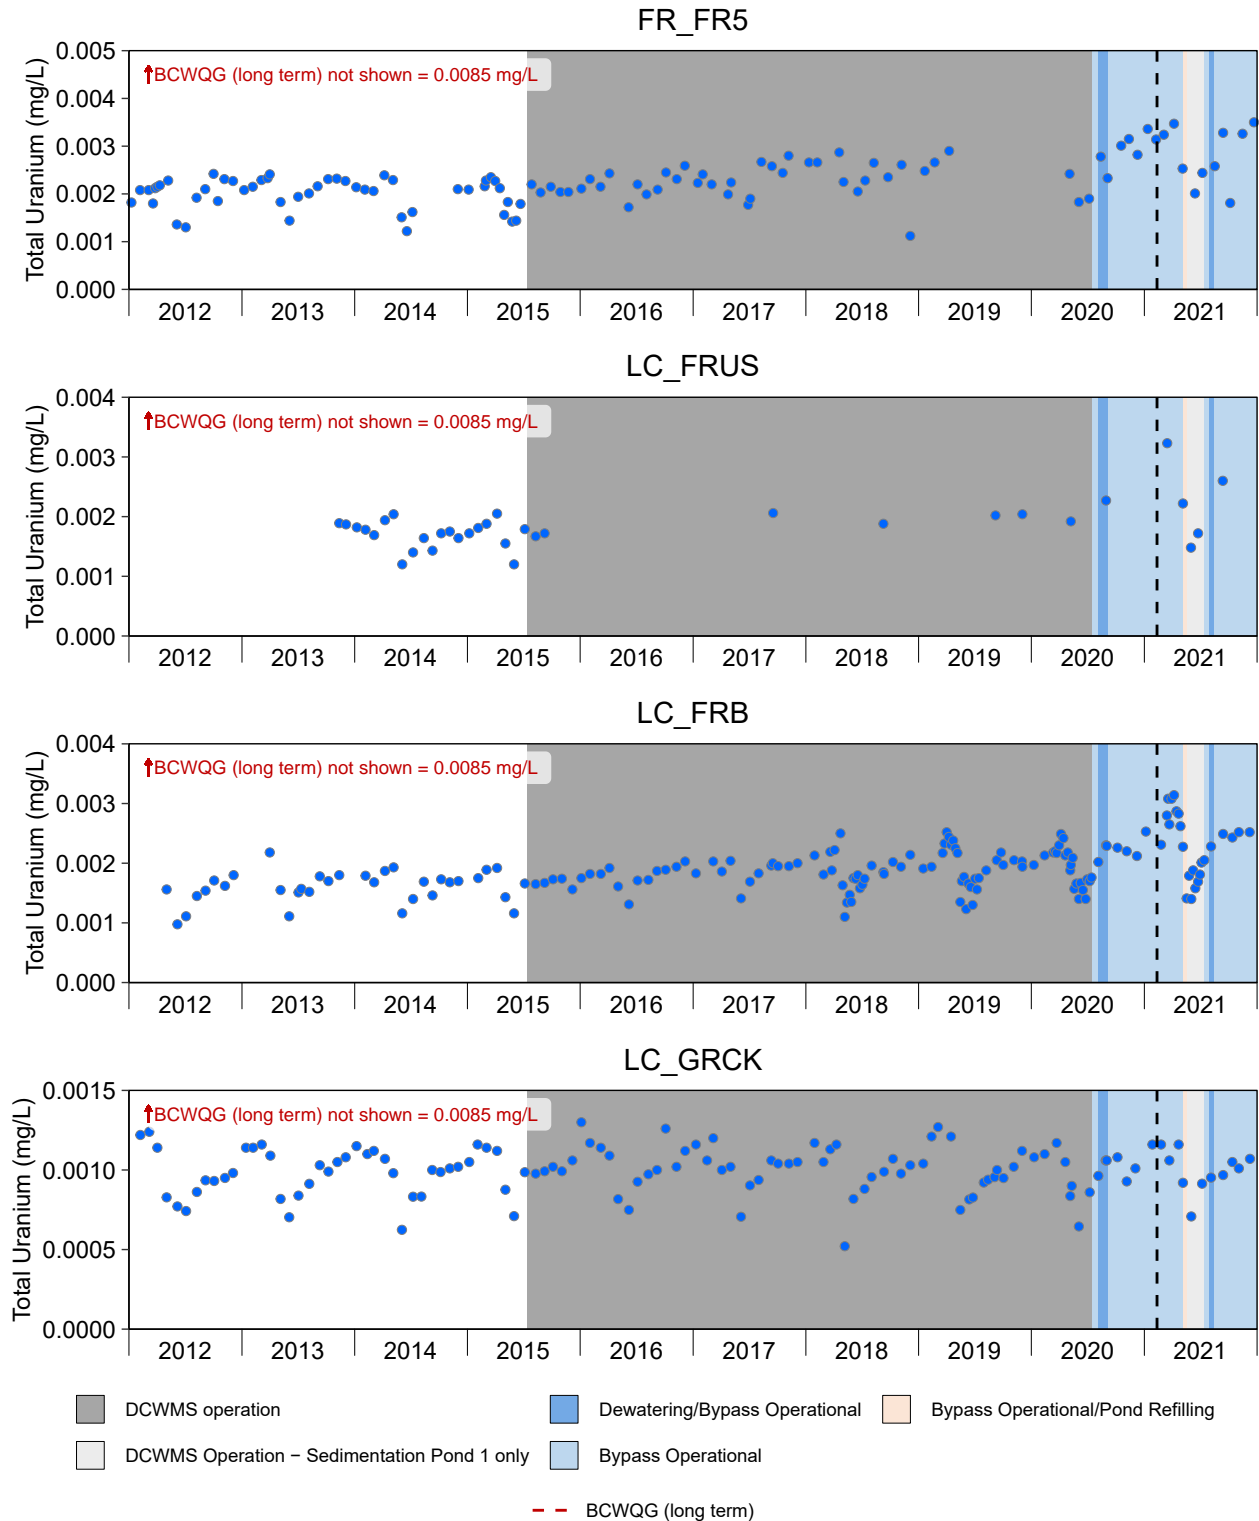 FR_FR5
Total Uranium (mg/L)
0.005
0.004
0.003
0.002
0.001
0.000
BCWQG (long term) not shown = 0.0085 mg/L
2012 2013 2014 2015 2016 2017 2018 2019 2020 2021
LC_FRUS
Total Uranium (mg/L)
0.004
0.003
0.002
0.001
0.000
BCWQG (long term) not shown = 0.0085 mg/L
2012 2013 2014 2015 2016 2017 2018 2019 2020 2021
LC_FRB
Total Uranium (mg/L)
0.004
0.003
0.002
0.001
0.000
BCWQG (long term) not shown = 0.0085 mg/L
2012 2013 2014 2015 2016 2017 2018 2019 2020 2021
LC_GRCK
Total Uranium (mg/L)
0.0015
0.0010
0.0005
0.0000
BCWQG (long term) not shown = 0.0085 mg/L
2012 2013 2014 2015 2016 2017 2018 2019 2020 2021
DCWMS operation
Dewatering/Bypass Operational
Bypass Operational/Pond Refilling
DCWMS Operation − Sedimentation Pond 1 only
Bypass Operational
BCWQG (long term)